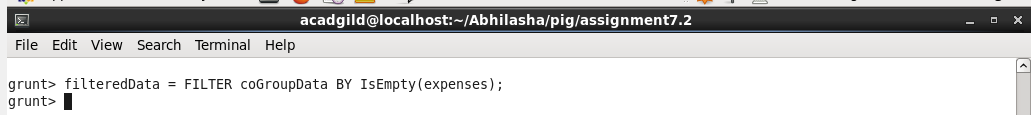 acadgild@localhost:~/Abhilasha/pig/assignment7.2
File Edit View Search Terminal Help
grunt> filteredData = FILTER coGroupData BY IsEmpty(expenses);
grunt>